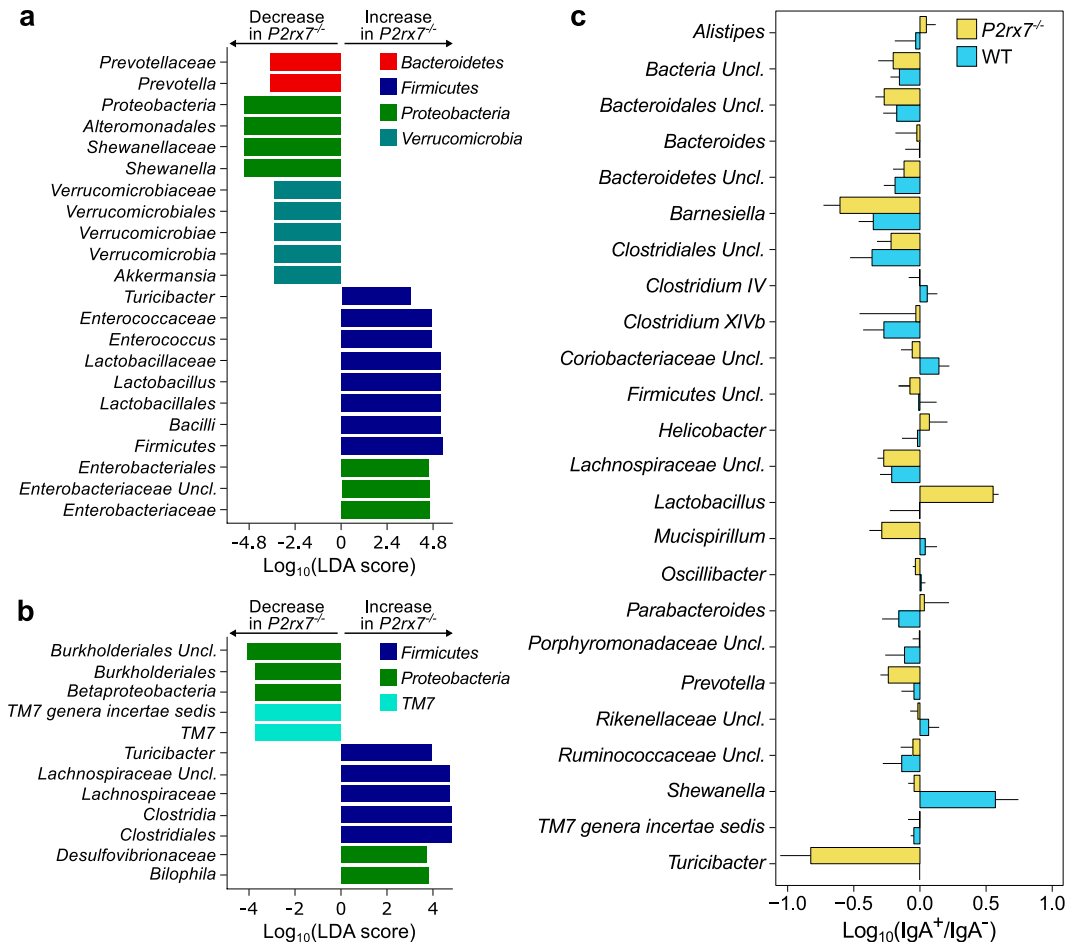 a
Decrease
in P2rx7-/-
Increase
in P2rx7-/-
Prevotellaceae
Prevotella
Proteobacteria
Alteromonadales
Shewanellaceae
Shewanella
Verrucomicrobiaceae
Verrucomicrobiales
Verrucomicrobiae
Verrucomicrobia
Akkermansia
Turicibacter
Enterococcaceae
Enterococcus
Lactobacillaceae
Lactobacillus
Lactobacillales
Bacilli
Firmicutes
Enterobacteriales
Enterobacteriaceae Uncl.
Enterobacteriaceae
Bacteroidetes
Firmicutes
Proteobacteria
Verrucomicrobia
−4.8 −2.4 0 2.4 4.8
Log10(LDA score)
b
Decrease
in P2rx7-/-
Increase
in P2rx7-/-
Burkholderiales Uncl.
Burkholderiales
Betaproteobacteria
TM7 genera incertae sedis
TM7
Turicibacter
Lachnospiraceae Uncl.
Lachnospiraceae
Clostridia
Clostridiales
Desulfovibrionaceae
Bilophila
Firmicutes
Proteobacteria
TM7
−4 −2 0 2 4
Log10(LDA score)
c
P2rx7-/-
WT
Alistipes
Bacteria Uncl.
Bacteroidales Uncl.
Bacteroides
Bacteroidetes Uncl.
Barnesiella
Clostridiales Uncl.
Clostridium IV
Clostridium XIVb
Coriobacteriaceae Uncl.
Firmicutes Uncl.
Helicobacter
Lachnospiraceae Uncl.
Lactobacillus
Mucispirillum
Oscillibacter
Parabacteroides
Porphyromonadaceae Uncl.
Prevotella
Rikenellaceae Uncl.
Ruminococcaceae Uncl.
Shewanella
TM7 genera incertae sedis
Turicibacter
−1.0 −0.5 0.0 0.5 1.0
Log10(IgA+/IgA-)